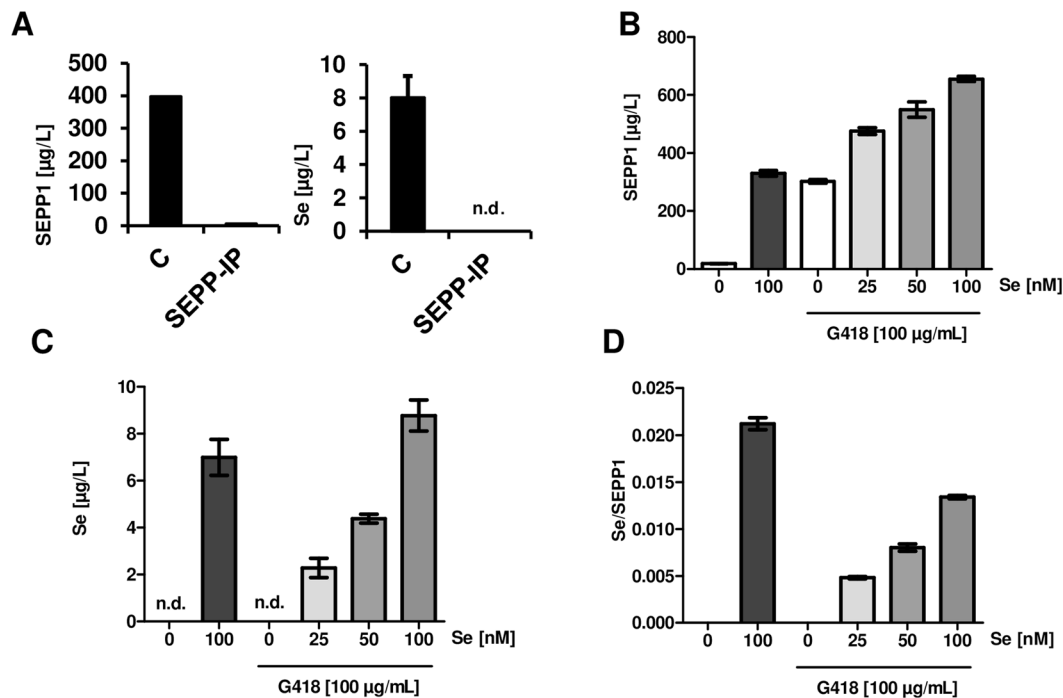 A
SEPP1 [µg/L]
500
400
300
200
100
0
C
SEPP-IP
Se [µg/L]
10
8
6
4
2
0
n.d.
C
SEPP-IP
B
SEPP1 [µg/L]
800
600
400
200
0
0 100 0 25 50 100 Se [nM]
G418 [100 µg/mL]
C
Se [µg/L]
10
8
6
4
2
0
n.d. n.d.
0 100 0 25 50 100 Se [nM]
G418 [100 µg/mL]
D
Se/SEPP1
0.025
0.020
0.015
0.010
0.005
0.000
0 100 0 25 50 100 Se [nM]
G418 [100 µg/mL]